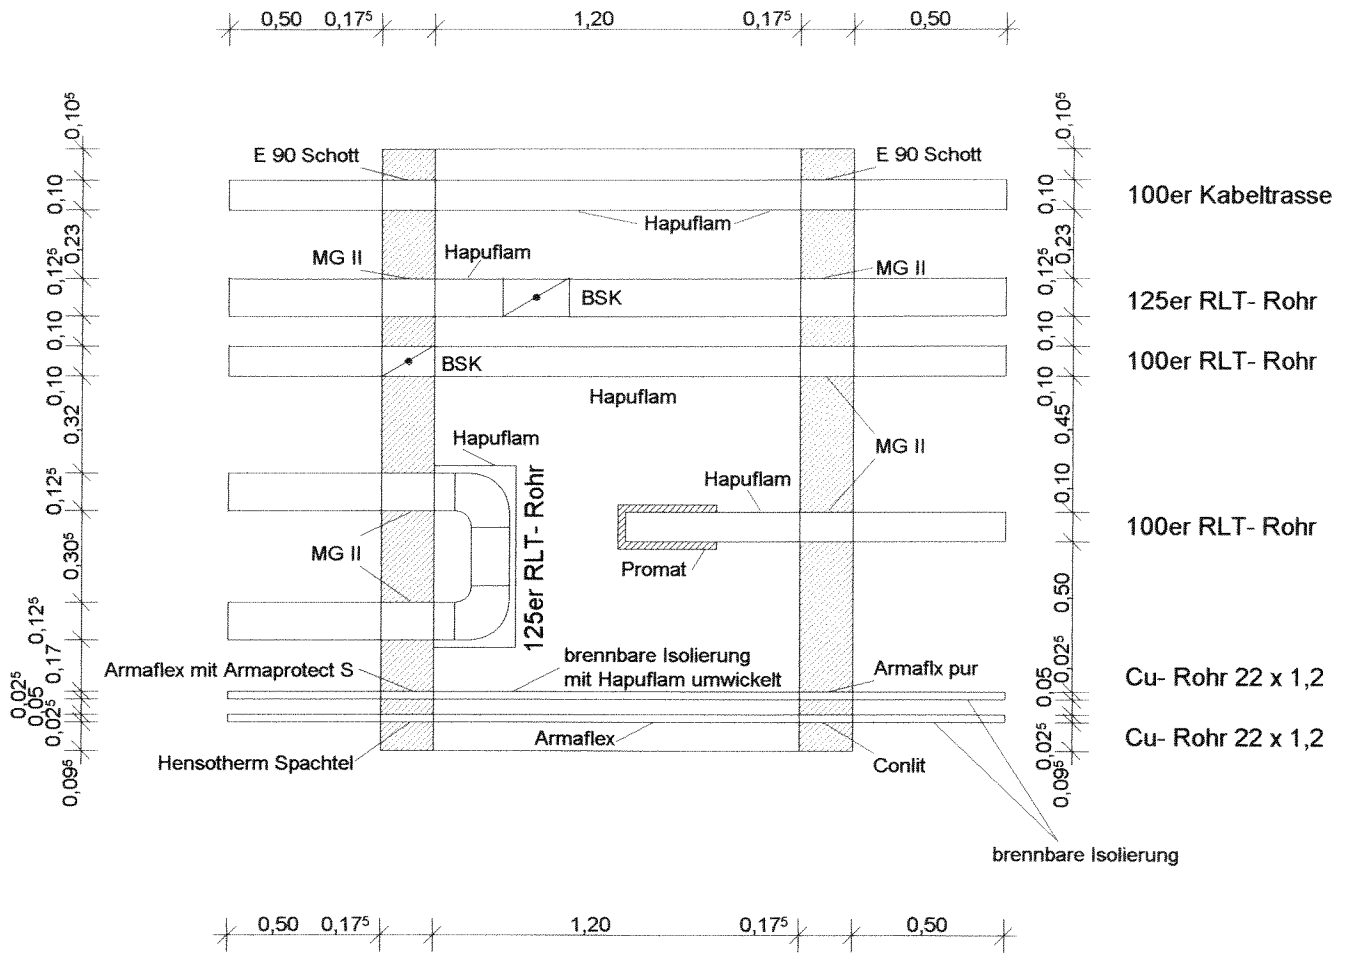 0,50 0,17⁵ 1,20 0,17⁵ 0,50
0,10⁵
0,10
0,23
0,12⁵
0,10
0,10
0,32
0,12⁵
0,30⁵
0,12⁵
0,17
0,02⁵
0,05
0,02⁵
0,09⁵
E 90 Schott
E 90 Schott
Hapuflam
MG II
Hapuflam
BSK
MG II
BSK
Hapuflam
MG II
Hapuflam
125er RLT- Rohr
MG II
Hapuflam
Promat
Armaflex mit Armaprotect S
brennbare Isolierung
mit Hapuflam umwickelt
Armaflx pur
Hensotherm Spachtel
Armaflex
Conlit
brennbare Isolierung
0,10⁵
0,10
0,23
0,12⁵
0,10
0,10
0,45
0,10
0,50
0,02⁵
0,05
0,02⁵
0,09⁵
100er Kabeltrasse
125er RLT- Rohr
100er RLT- Rohr
100er RLT- Rohr
Cu- Rohr 22 x 1,2
Cu- Rohr 22 x 1,2
0,50 0,17⁵ 1,20 0,17⁵ 0,50